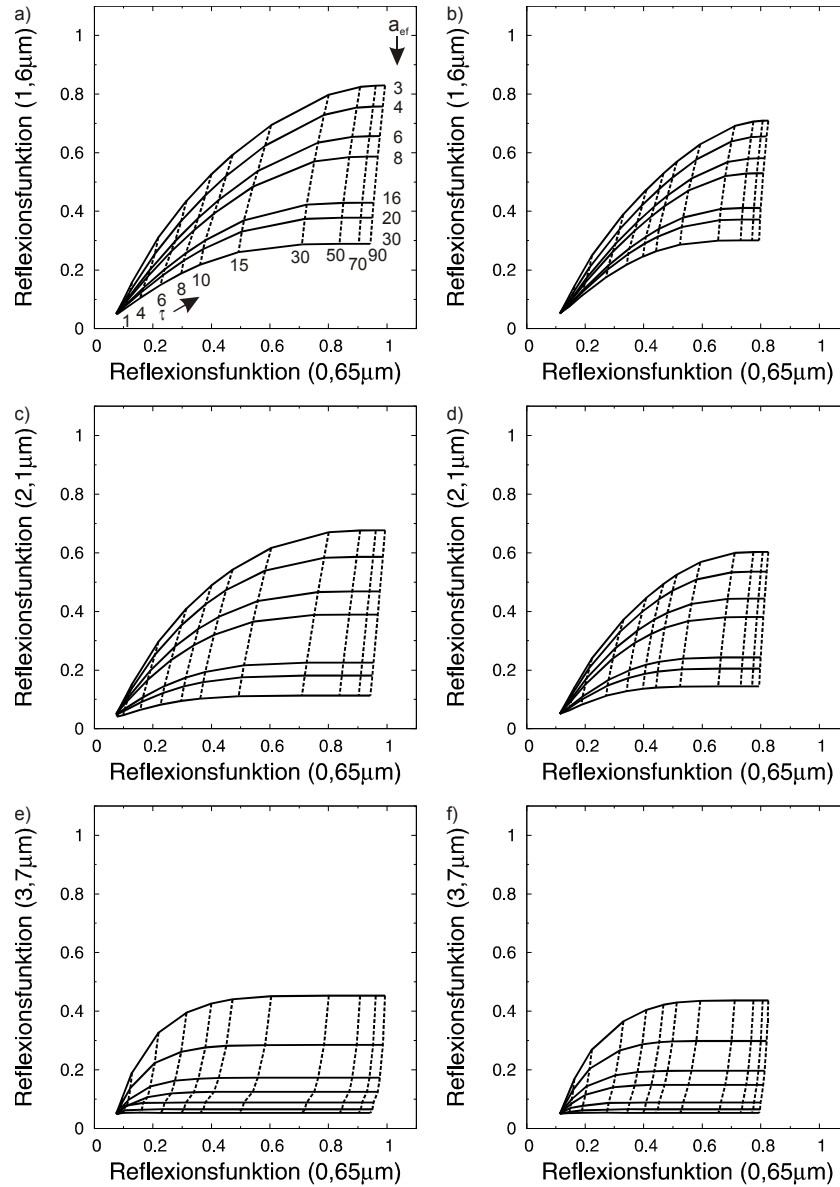 a)
Reflexionsfunktion (1,6µm)
1
0.8
0.6
0.4
0.2
0
a_ef
3
4
6
8
16
20
30
1 4 6 8 10 15 30 50 70 90
τ
0 0.2 0.4 0.6 0.8 1
Reflexionsfunktion (0,65µm)
b)
Reflexionsfunktion (1,6µm)
1
0.8
0.6
0.4
0.2
0
0 0.2 0.4 0.6 0.8 1
Reflexionsfunktion (0,65µm)
c)
Reflexionsfunktion (2,1µm)
1
0.8
0.6
0.4
0.2
0
0 0.2 0.4 0.6 0.8 1
Reflexionsfunktion (0,65µm)
d)
Reflexionsfunktion (2,1µm)
1
0.8
0.6
0.4
0.2
0
0 0.2 0.4 0.6 0.8 1
Reflexionsfunktion (0,65µm)
e)
Reflexionsfunktion (3,7µm)
1
0.8
0.6
0.4
0.2
0
0 0.2 0.4 0.6 0.8 1
Reflexionsfunktion (0,65µm)
f)
Reflexionsfunktion (3,7µm)
1
0.8
0.6
0.4
0.2
0
0 0.2 0.4 0.6 0.8 1
Reflexionsfunktion (0,65µm)